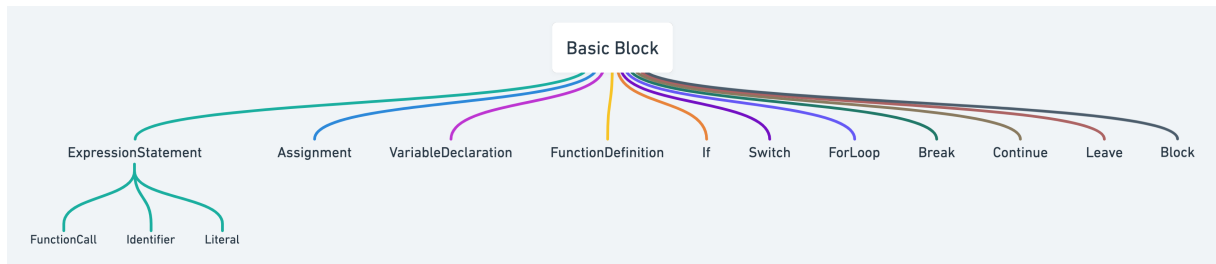 Basic Block
ExpressionStatement Assignment VariableDeclaration FunctionDefinition If Switch ForLoop Break Continue Leave Block
FunctionCall Identifier Literal